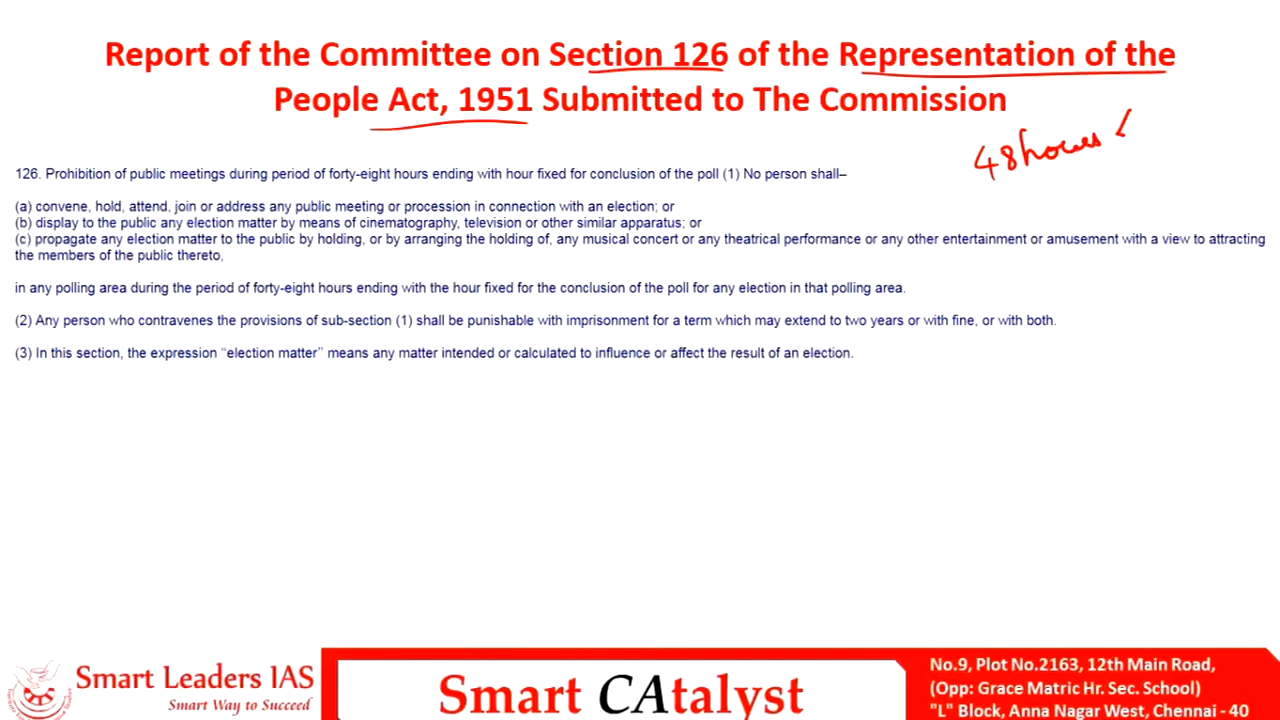 Report of the Committee on Section 126 of the Representation of the
People Act, 1951 Submitted to The Commission
48hours
126. Prohibition of public meetings during period of forty-eight hours ending with hour fixed for conclusion of the poll (1) No person shall–
(a) convene, hold, attend, join or address any public meeting or procession in connection with an election; or
(b) display to the public any election matter by means of cinematography, television or other similar apparatus; or
(c) propagate any election matter to the public by holding, or by arranging the holding of, any musical concert or any theatrical performance or any other entertainment or amusement with a view to attracting
the members of the public thereto,
in any polling area during the period of forty-eight hours ending with the hour fixed for the conclusion of the poll for any election in that polling area.
(2) Any person who contravenes the provisions of sub-section (1) shall be punishable with imprisonment for a term which may extend to two years or with fine, or with both.
(3) In this section, the expression “election matter” means any matter intended or calculated to influence or affect the result of an election.
Smart Leaders IAS
Smart Way to Succeed
Smart CAtalyst
No.9, Plot No.2163, 12th Main Road,
(Opp: Grace Matric Hr. Sec. School)
"L" Block, Anna Nagar West, Chennai - 40